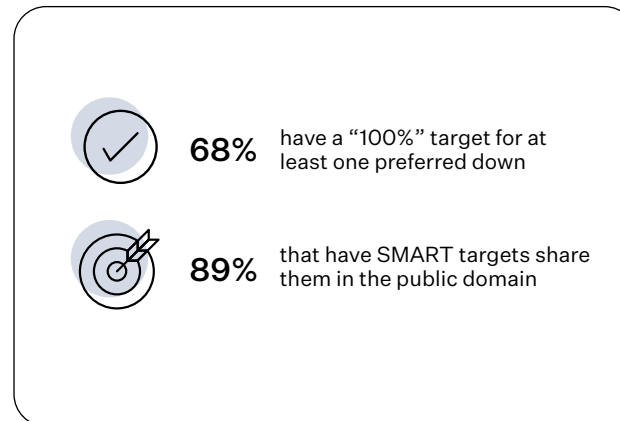 68%
have a “100%” target for at
least one preferred down
89%
that have SMART targets share
them in the public domain